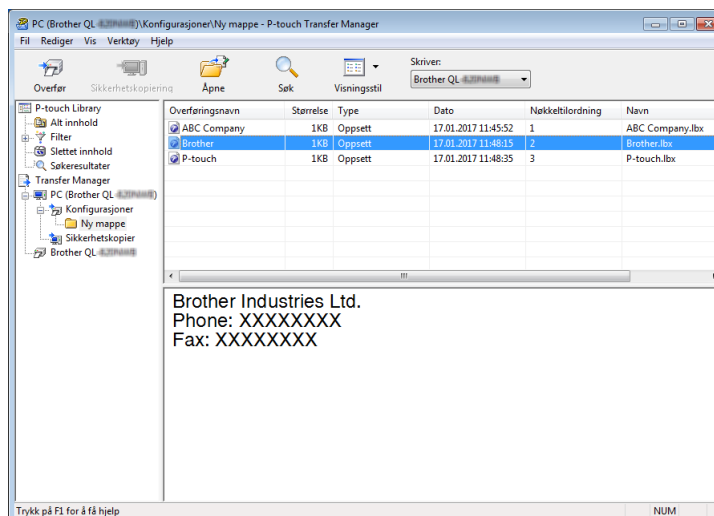 PC (Brother QL )\Konfigurasjoner\Ny mappe - P-touch Transfer Manager
Fil Rediger Vis Verktøy Hjelp
Overfør
Sikkerhetskopiering
Åpne
Søk
Visningsstil
Skriver:
Brother QL-
P-touch Library
Alt innhold
Filter
Slettet innhold
Søkeresultater
Transfer Manager
PC (Brother QL )
Konfigurasjoner
Ny mappe
Sikkerhetskopier
Brother QL
Overføringsnavn Størrelse Type Dato Nøkkeltilordning Navn
ABC Company 1KB Oppsett 17.01.2017 11:45:52 1 ABC Company.lbx
Brother 1KB Oppsett 17.01.2017 11:48:15 2 Brother.lbx
P-touch 1KB Oppsett 17.01.2017 11:48:35 3 P-touch.lbx
Brother Industries Ltd.
Phone: XXXXXXXX
Fax: XXXXXXXX
Trykk på F1 for å få hjelp NUM